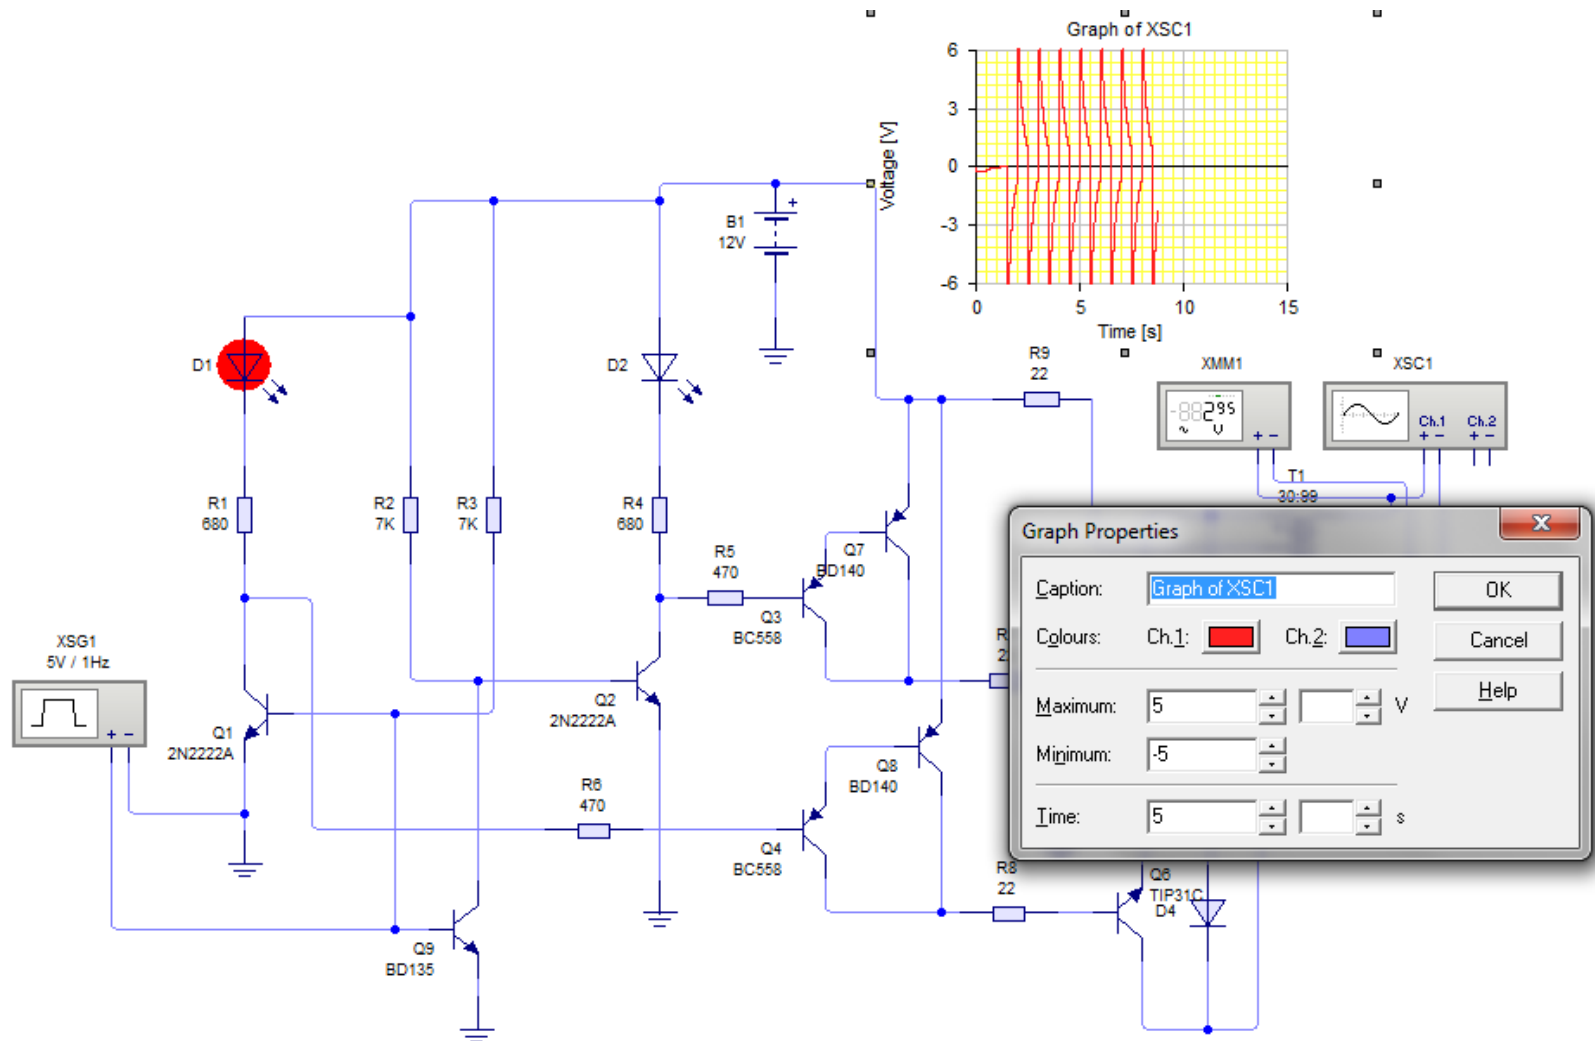 Graph of XSC1
6
3
0
-3
-6
Voltage [V]
0
5
10
15
Time [s]
B1
12V
+
D1
D2
R9
22
XMM1
295
~ V
+ -
XSC1
Ch.1
+ -
Ch.2
+ -
T1
30:99
R1
680
R2
7K
R3
7K
R4
680
R5
470
Q7
BD140
Q3
BC558
XSG1
5V / 1Hz
+ -
Q1
2N2222A
Q2
2N2222A
Q8
BD140
R6
470
Q4
BC558
R8
22
Q6
TIP31C
D4
Q9
BD135
Graph Properties
Caption: Graph of XSC1
OK
Colours: Ch.1: Ch.2:
Cancel
Help
Maximum: 5 V
Minimum: -5
Time: 5 s